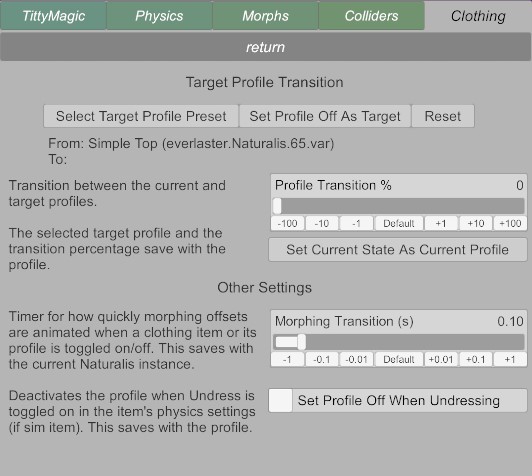 TittyMagic Physics Morphs Colliders Clothing
return
Target Profile Transition
Select Target Profile Preset Set Profile Off As Target Reset
From: Simple Top (everlaster.Naturalis.65.var)
To:
Transition between the current and
target profiles.
Profile Transition % 0
-100 -10 -1 Default +1 +10 +100
The selected target profile and the
transition percentage save with the
profile.
Set Current State As Current Profile
Other Settings
Timer for how quickly morphing offsets
are animated when a clothing item or its
profile is toggled on/off. This saves with
the current Naturalis instance.
Morphing Transition (s) 0.10
-1 -0.1 -0.01 Default +0.01 +0.1 +1
Deactivates the profile when Undress is
toggled on in the item's physics settings
(if sim item). This saves with the profile.
Set Profile Off When Undressing